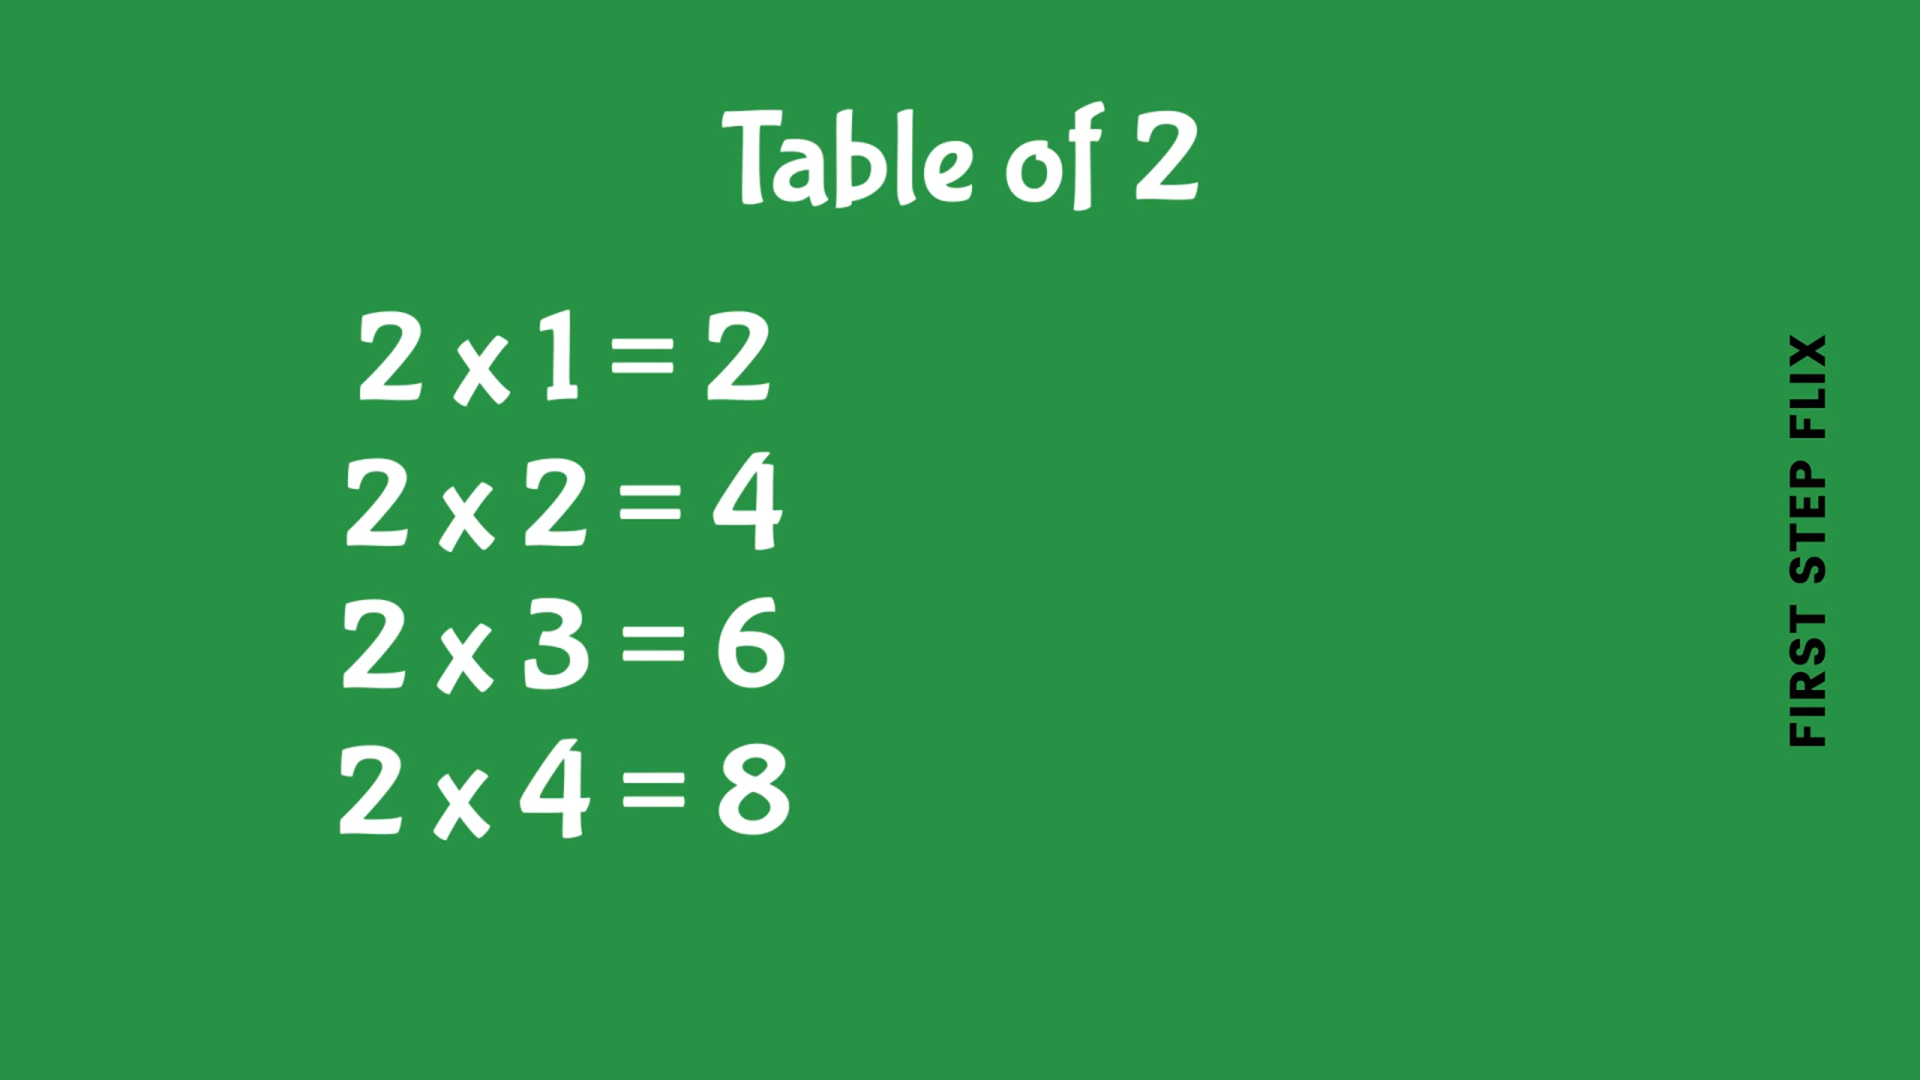 Table of 2
2 x 1 = 2
2 x 2 = 4
2 x 3 = 6
2 x 4 = 8
FIRST STEP FLIX